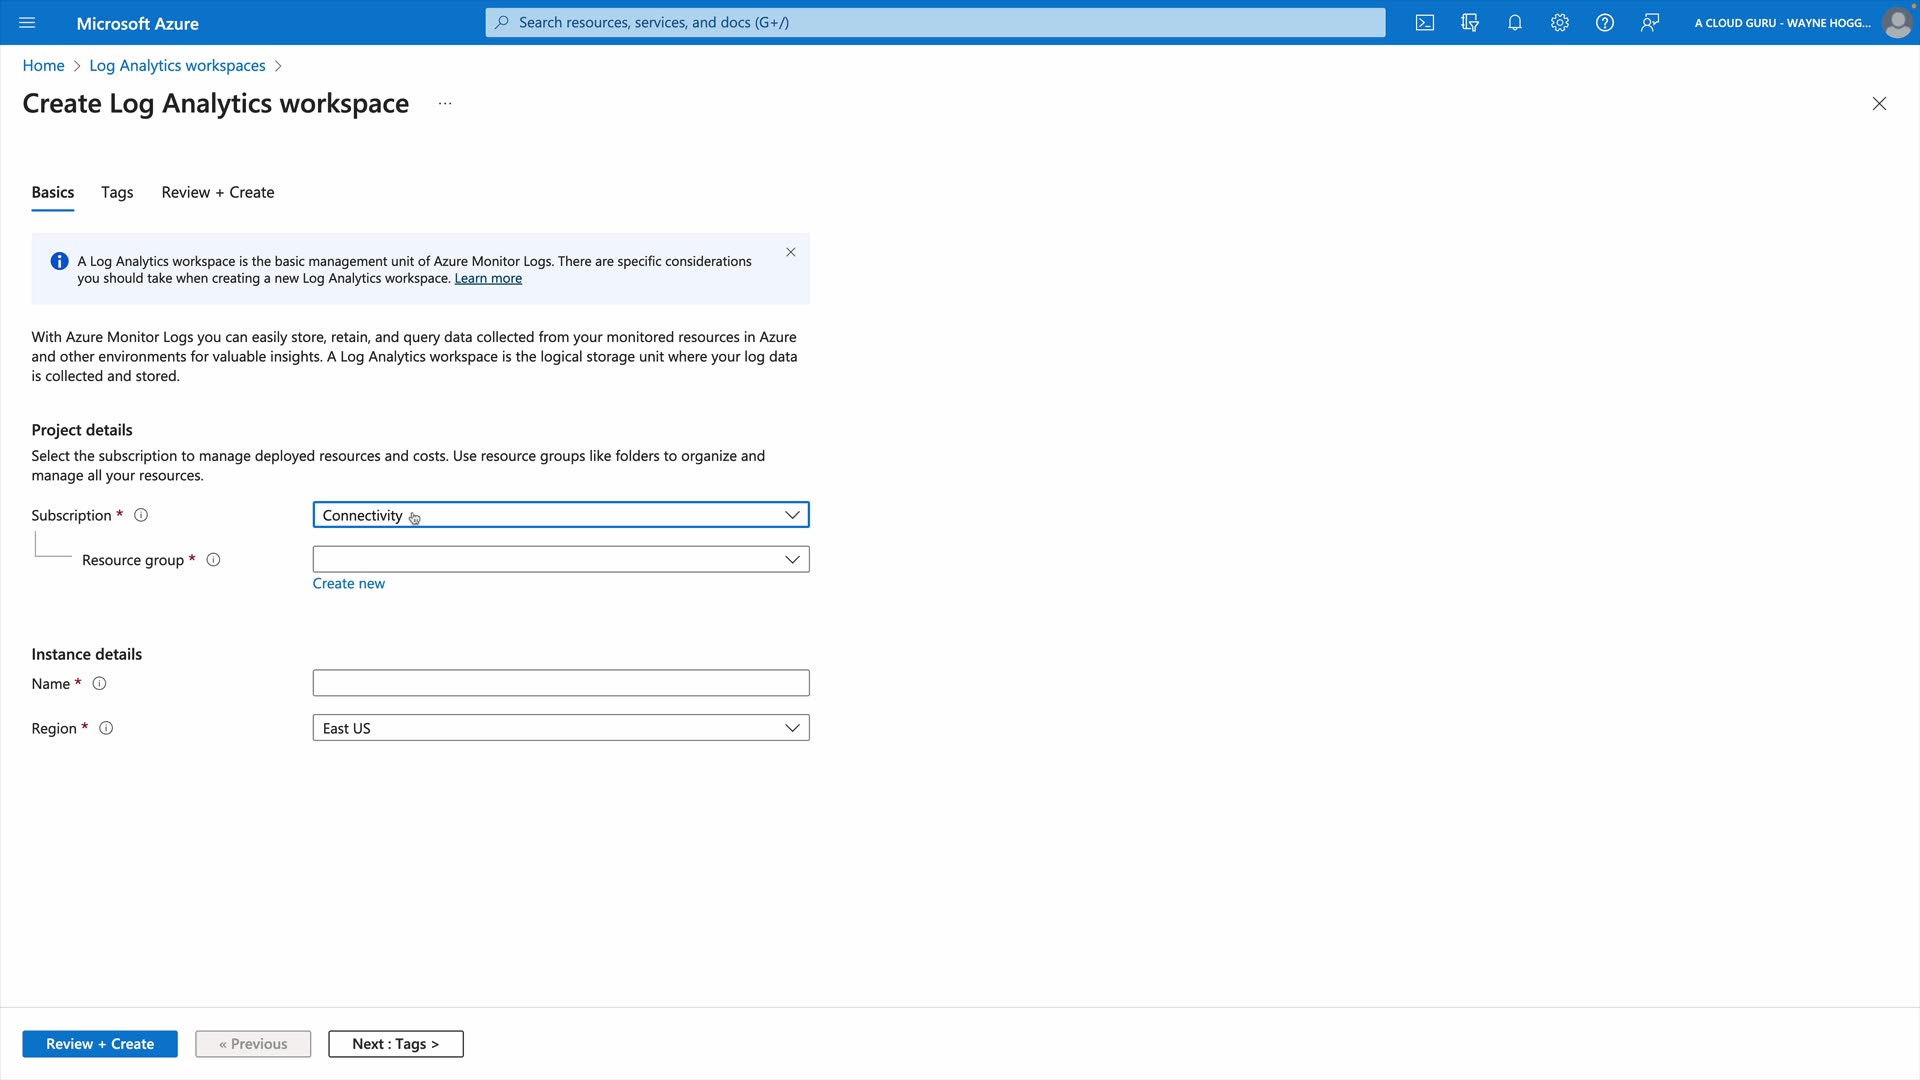 Microsoft Azure
Search resources, services, and docs (G+/)
A CLOUD GURU - WAYNE HOGG...
Home > Log Analytics workspaces >
Create Log Analytics workspace ...
Basics Tags Review + Create
A Log Analytics workspace is the basic management unit of Azure Monitor Logs. There are specific considerations
you should take when creating a new Log Analytics workspace. Learn more
With Azure Monitor Logs you can easily store, retain, and query data collected from your monitored resources in Azure
and other environments for valuable insights. A Log Analytics workspace is the logical storage unit where your log data
is collected and stored.
Project details
Select the subscription to manage deployed resources and costs. Use resource groups like folders to organize and
manage all your resources.
Subscription * Connectivity
Resource group *
Create new
Instance details
Name *
Region * East US
Review + Create « Previous Next : Tags >